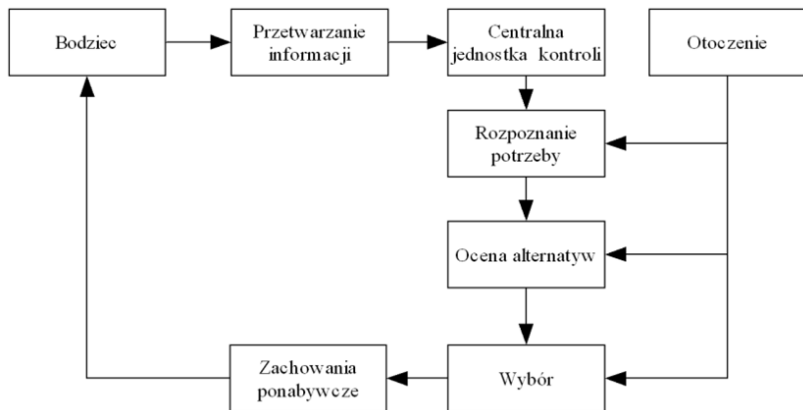 Bodziec
Przetwarzanie
informacji
Centralna
jednostka kontroli
Otoczenie
Rozpoznanie
potrzeby
Ocena alternatyw
Zachowania
ponabywcze
Wybór